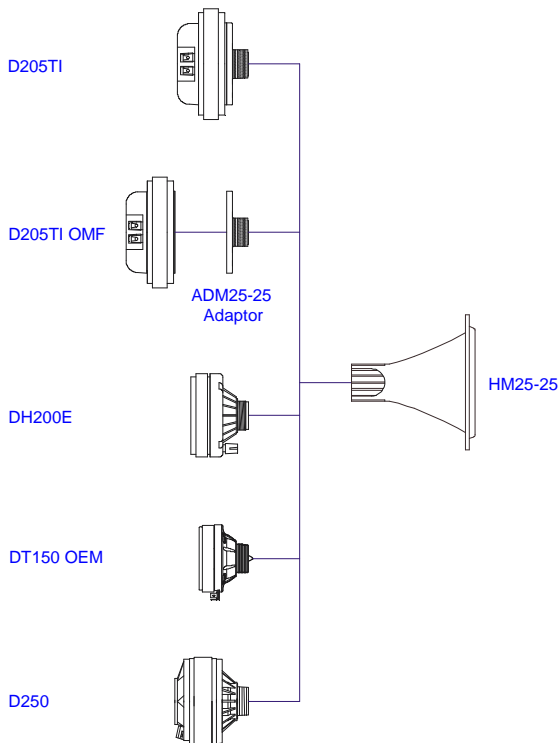 D205TI
D205TI OMF
ADM25-25
Adaptor
HM25-25
DH200E
DT150 OEM
D250